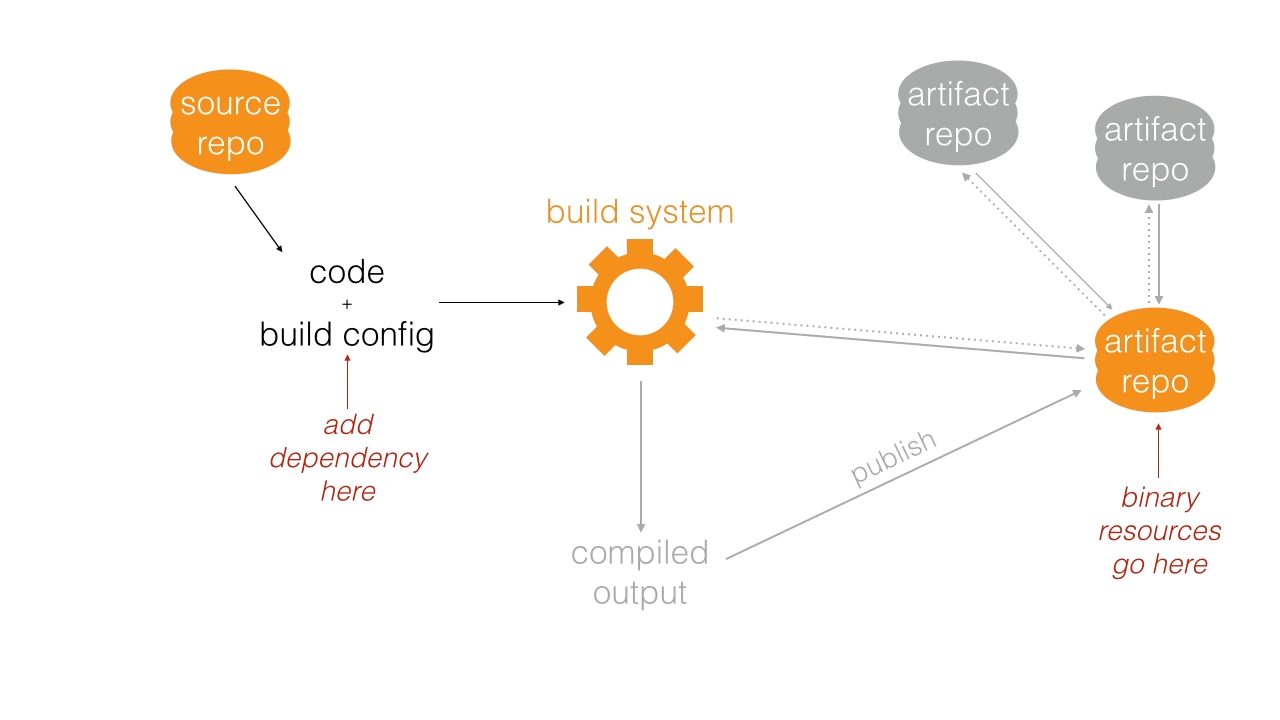 source
repo
artifact
repo
artifact
repo
build system
code
+
build config
artifact
repo
add
dependency
here
publish
binary
resources
go here
compiled
output